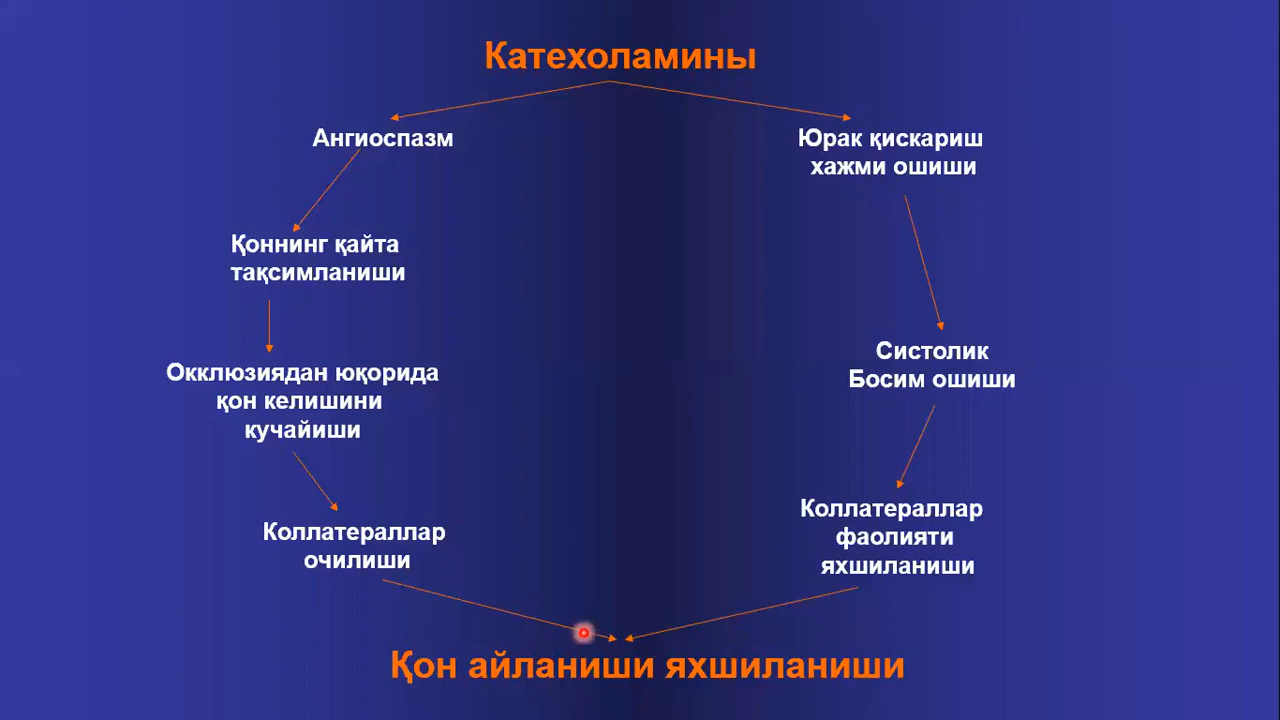 Катехоламины
Ангиоспазм
Қоннинг қайта
тақсимланиши
Окклюзиядан юқорида
қон келишини
кучайиши
Коллатераллар
очилиши
Юрак қискариш
хажми ошиши
Систолик
Босим ошиши
Коллатераллар
фаолияти
яхшиланиши
Қон айланиши яхшиланиши